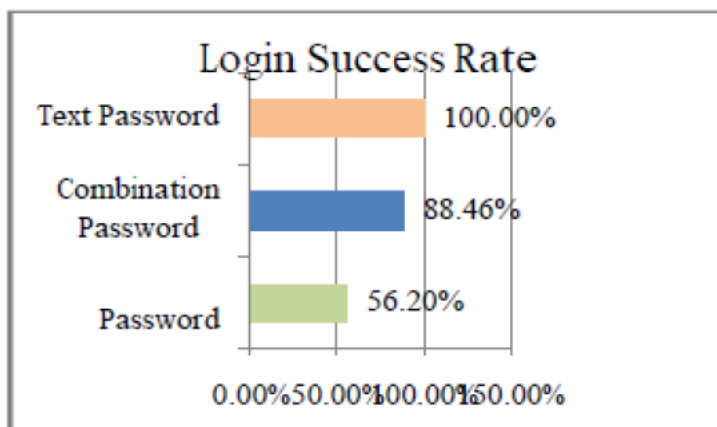 Login Success Rate
Text Password
100.00%
Combination
Password
88.46%
Password
56.20%
0.00% 50.00% 100.00% 150.00%